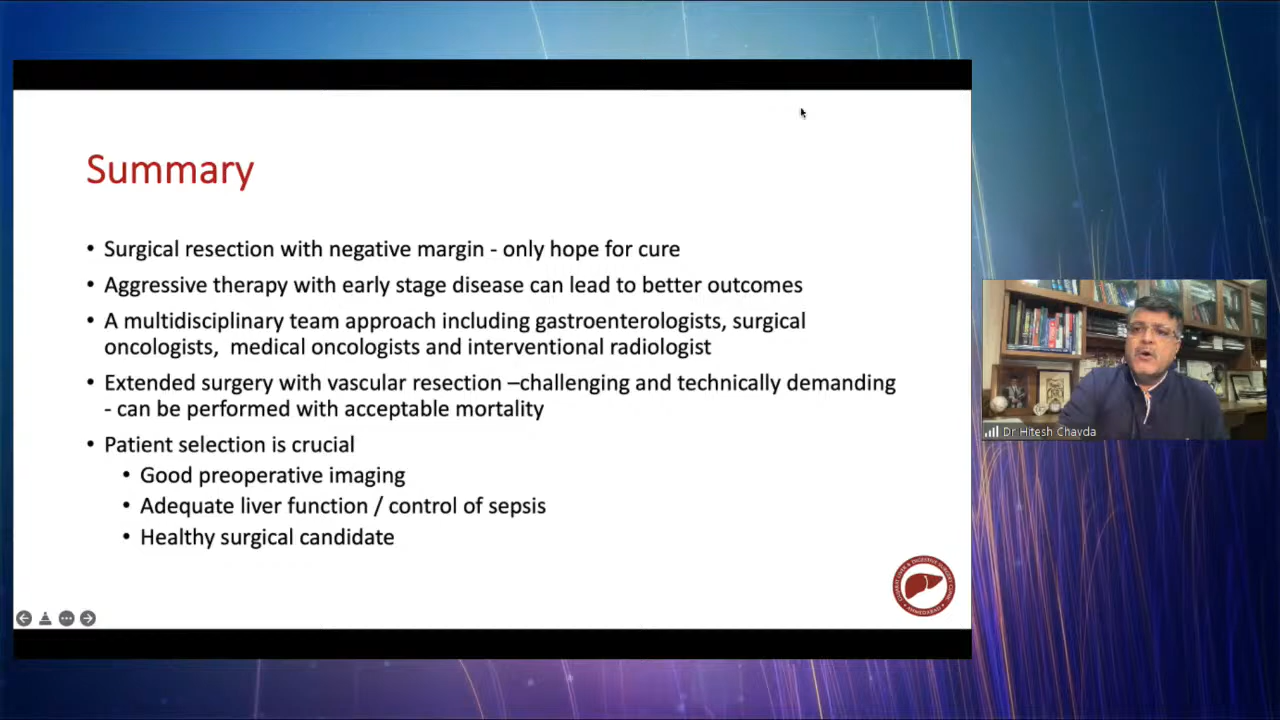 Summary
• Surgical resection with negative margin - only hope for cure
• Aggressive therapy with early stage disease can lead to better outcomes
• A multidisciplinary team approach including gastroenterologists, surgical
oncologists,  medical oncologists and interventional radiologist
• Extended surgery with vascular resection –challenging and technically demanding
- can be performed with acceptable mortality
• Patient selection is crucial
• Good preoperative imaging
• Adequate liver function / control of sepsis
• Healthy surgical candidate
Dr Hitesh Chavda